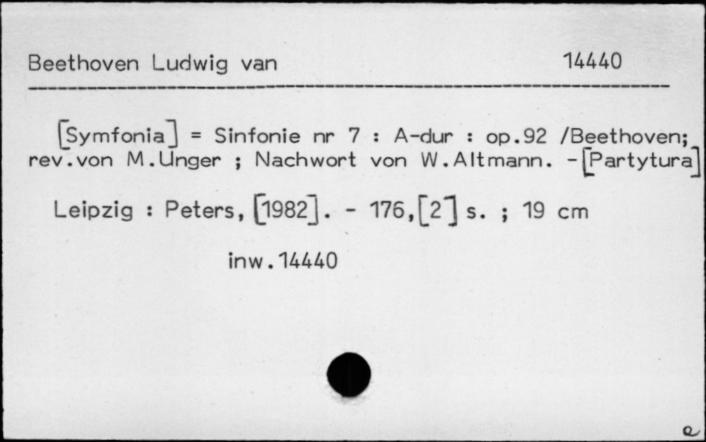 Beethoven Ludwig van 14440
[Symfonia] = Sinfonie nr 7 : A-dur : op.92 /Beethoven;
rev.von M.Unger ; Nachwort von W.Altmann. -[Partytura]
Leipzig : Peters, [1982]. - 176,[2] s. ; 19 cm
inw.14440
e